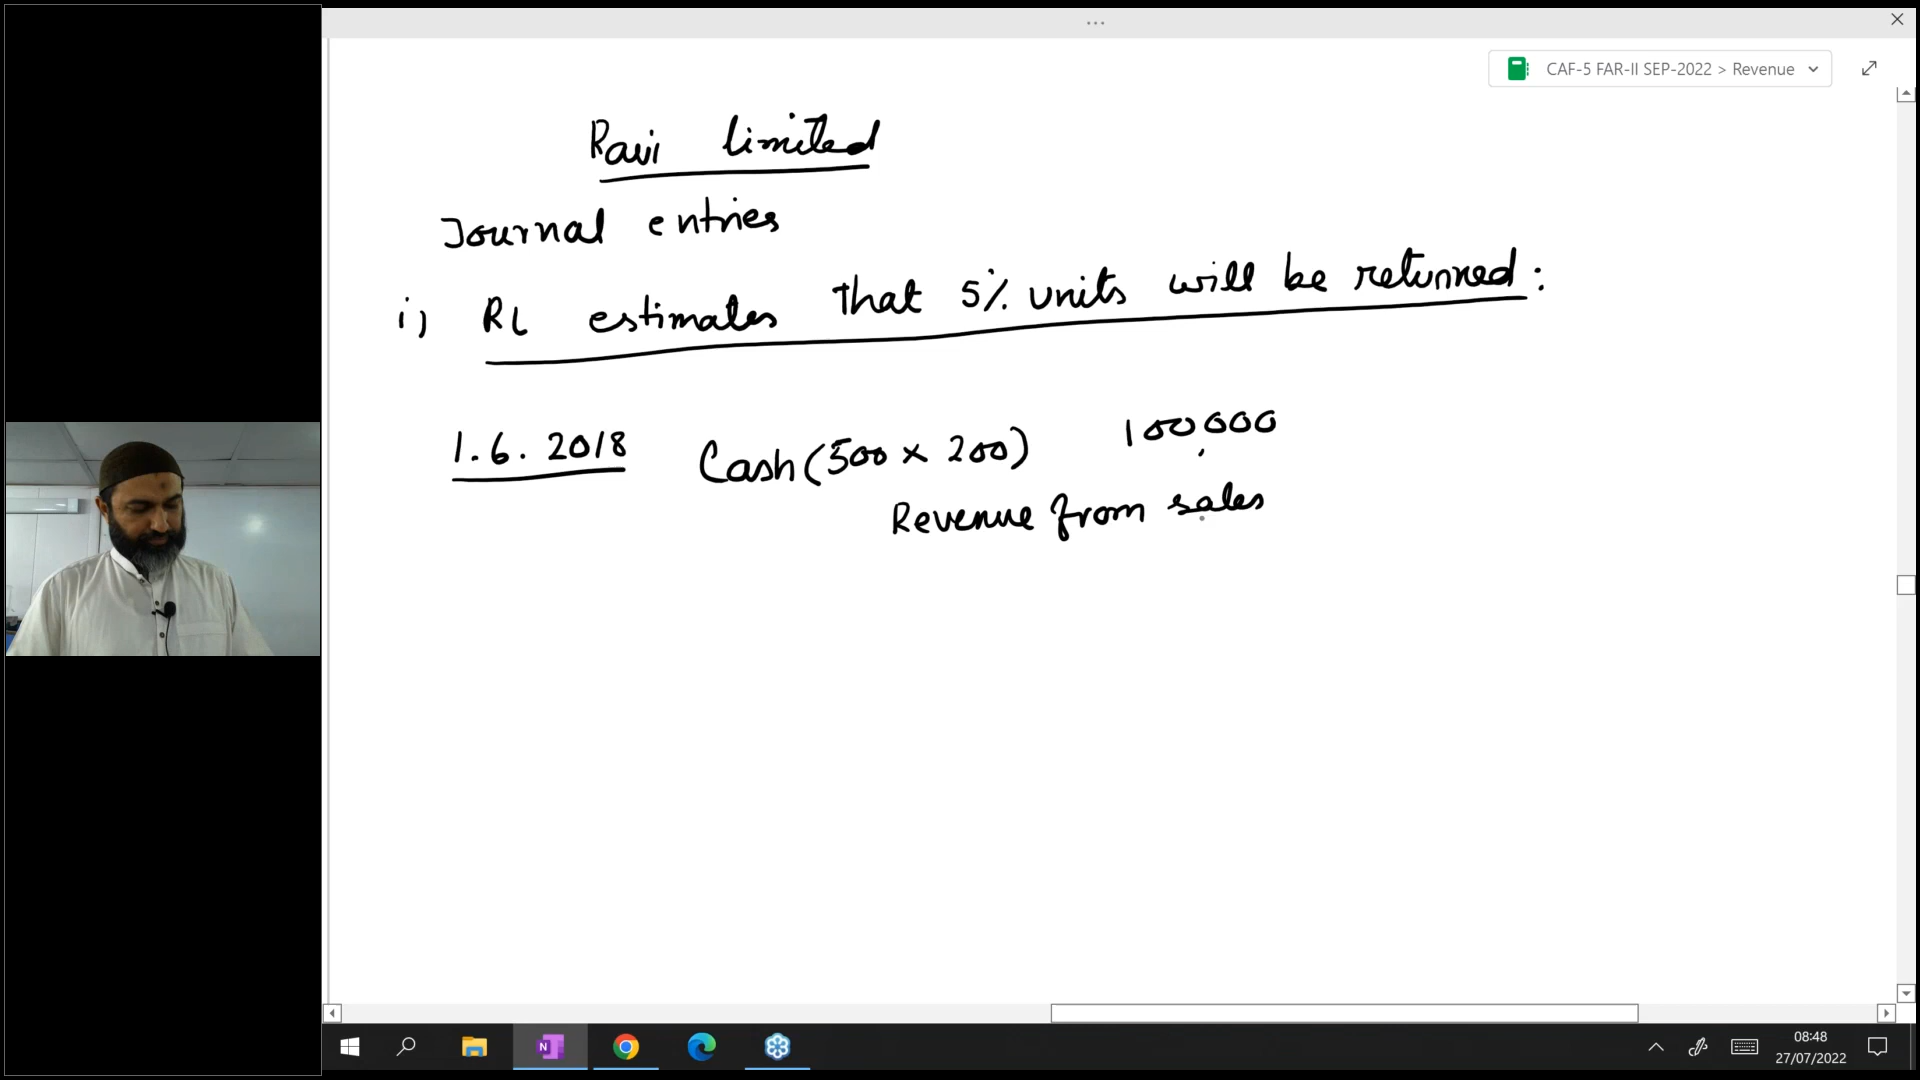 CAF-5 FAR-II SEP-2022 > Revenue
Ravi limited
Journal entries
i) RL estimates that 5% units will be returned:
1.6.2018 Cash (500 × 200) 100,000
Revenue from sales
08:48
27/07/2022